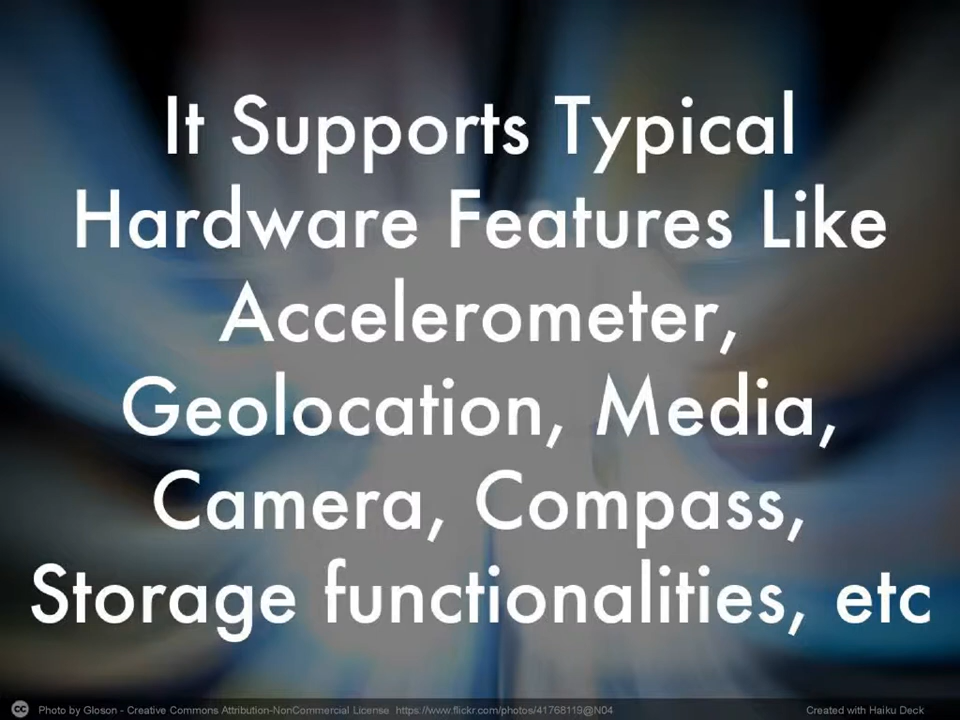 It Supports Typical
Hardware Features Like
Accelerometer,
Geolocation, Media,
Camera, Compass,
Storage functionalities, etc
cc Photo by Gloson - Creative Commons Attribution-NonCommercial License https://www.flickr.com/photos/41768119@N04 Created with Haiku Deck